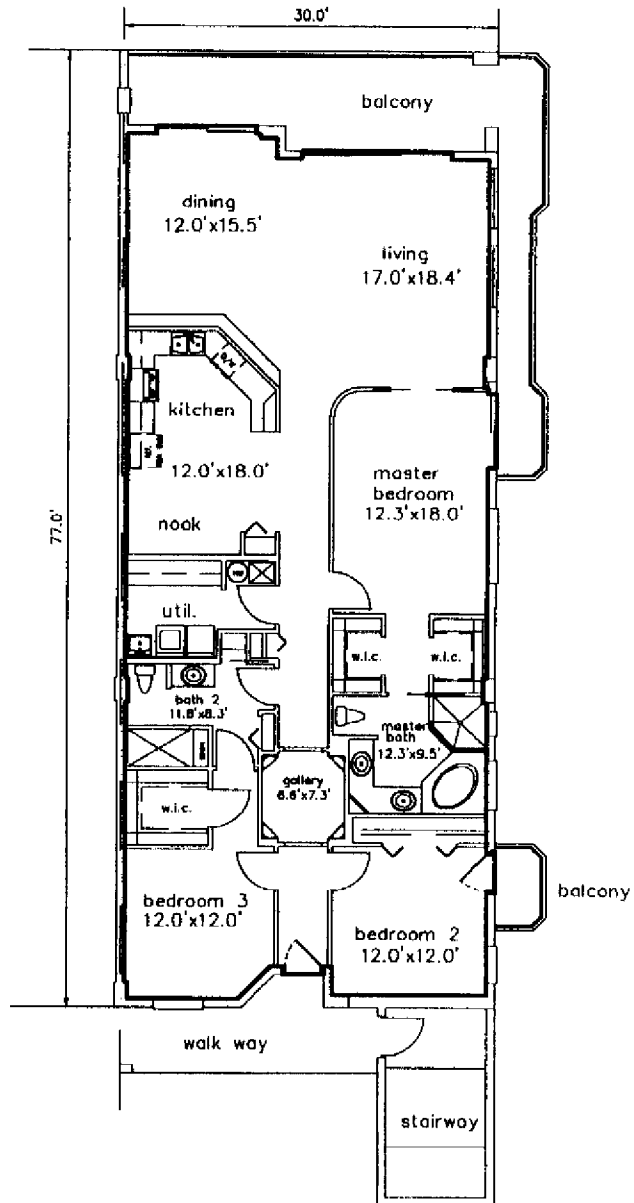 30.0'
balcony
dining
12.0'x15.5'
living
17.0'x18.4'
D/W
kitchen
12.0'x18.0'
master
bedroom
12.3'x18.0'
77.0'
nook
util.
w.i.c.
w.i.c.
bath 2
11.8'x8.3'
master
bath
12.3'x9.5'
gallery
6.6'x7.3'
w.i.c.
bedroom 3
12.0'x12.0'
balcony
bedroom 2
12.0'x12.0'
walk way
stairway